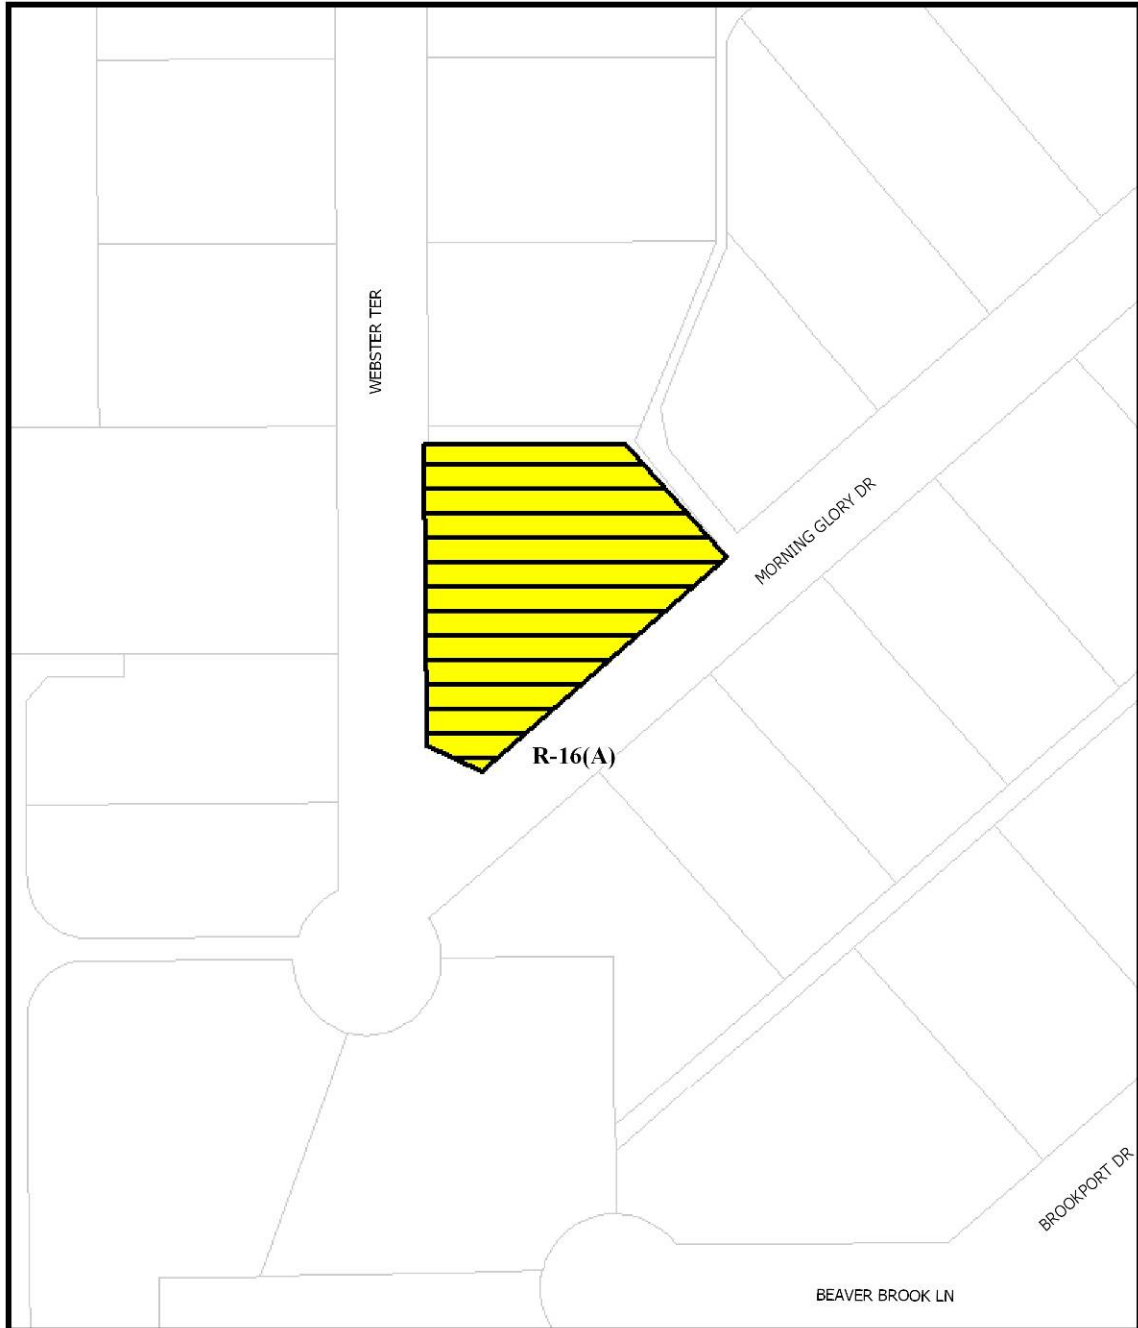 WEBSTER TER
MORNING GLORY DR
R-16(A)
BROOKPORT DR
BEAVER BROOK LN